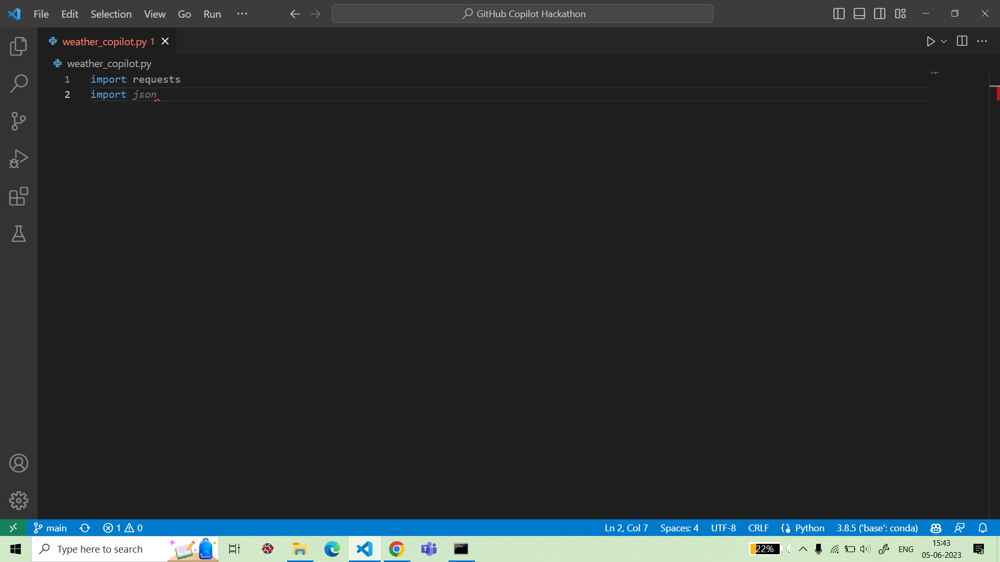 File Edit Selection View Go Run ···
GitHub Copilot Hackathon
weather_copilot.py 1
weather_copilot.py
1 import requests
2 import json
main 1 0
Ln 2, Col 7 Spaces: 4 UTF-8 CRLF Python 3.8.5 ('base': conda)
Type here to search
22%
ENG
15:43
05-06-2023